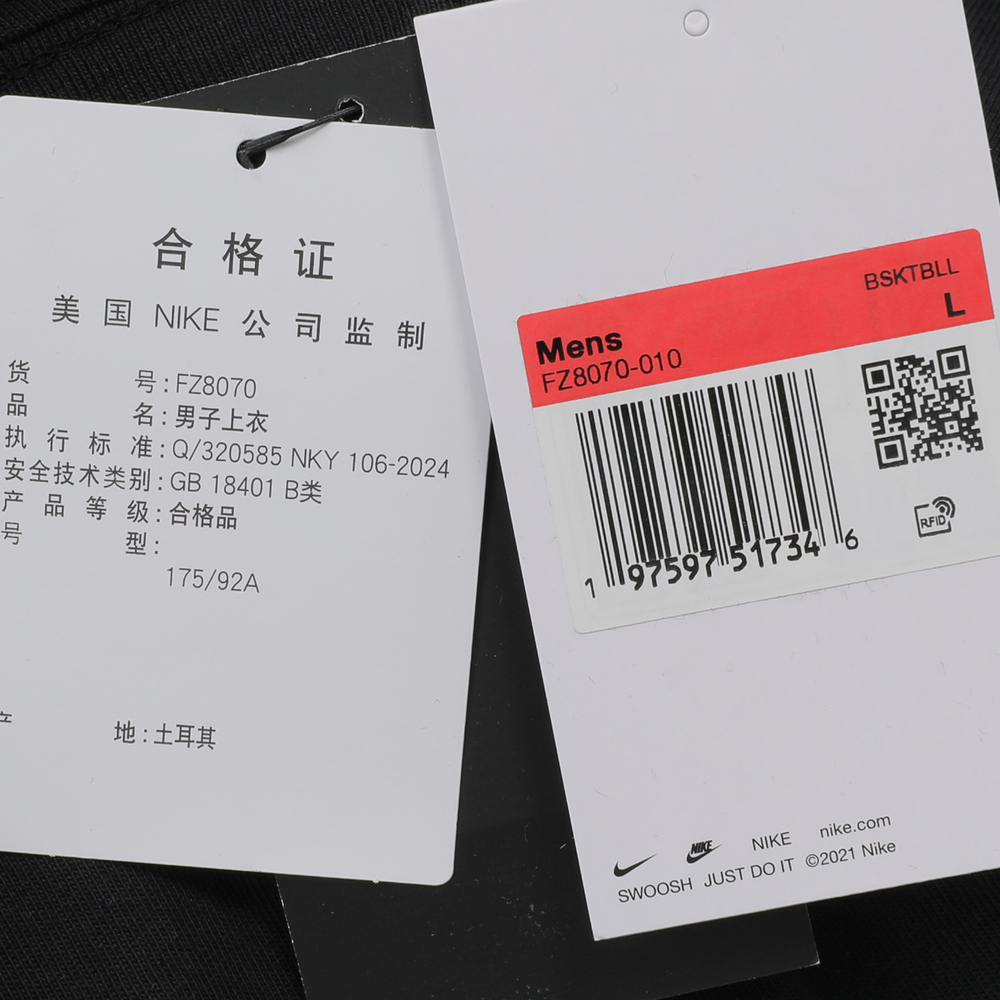 合格证
美国 NIKE 公司监制
货号:FZ8070
品名:男子上衣
执行标准:Q/320585 NKY 106-2024
安全技术类别:GB 18401 B类
产品等级:合格品
号型:
175/92A
产地:土耳其
BSKTBLL
L
Mens
FZ8070-010
1 97597 51734 6
RFID
NIKE
NIKE nike.com
SWOOSH JUST DO IT ©2021 Nike